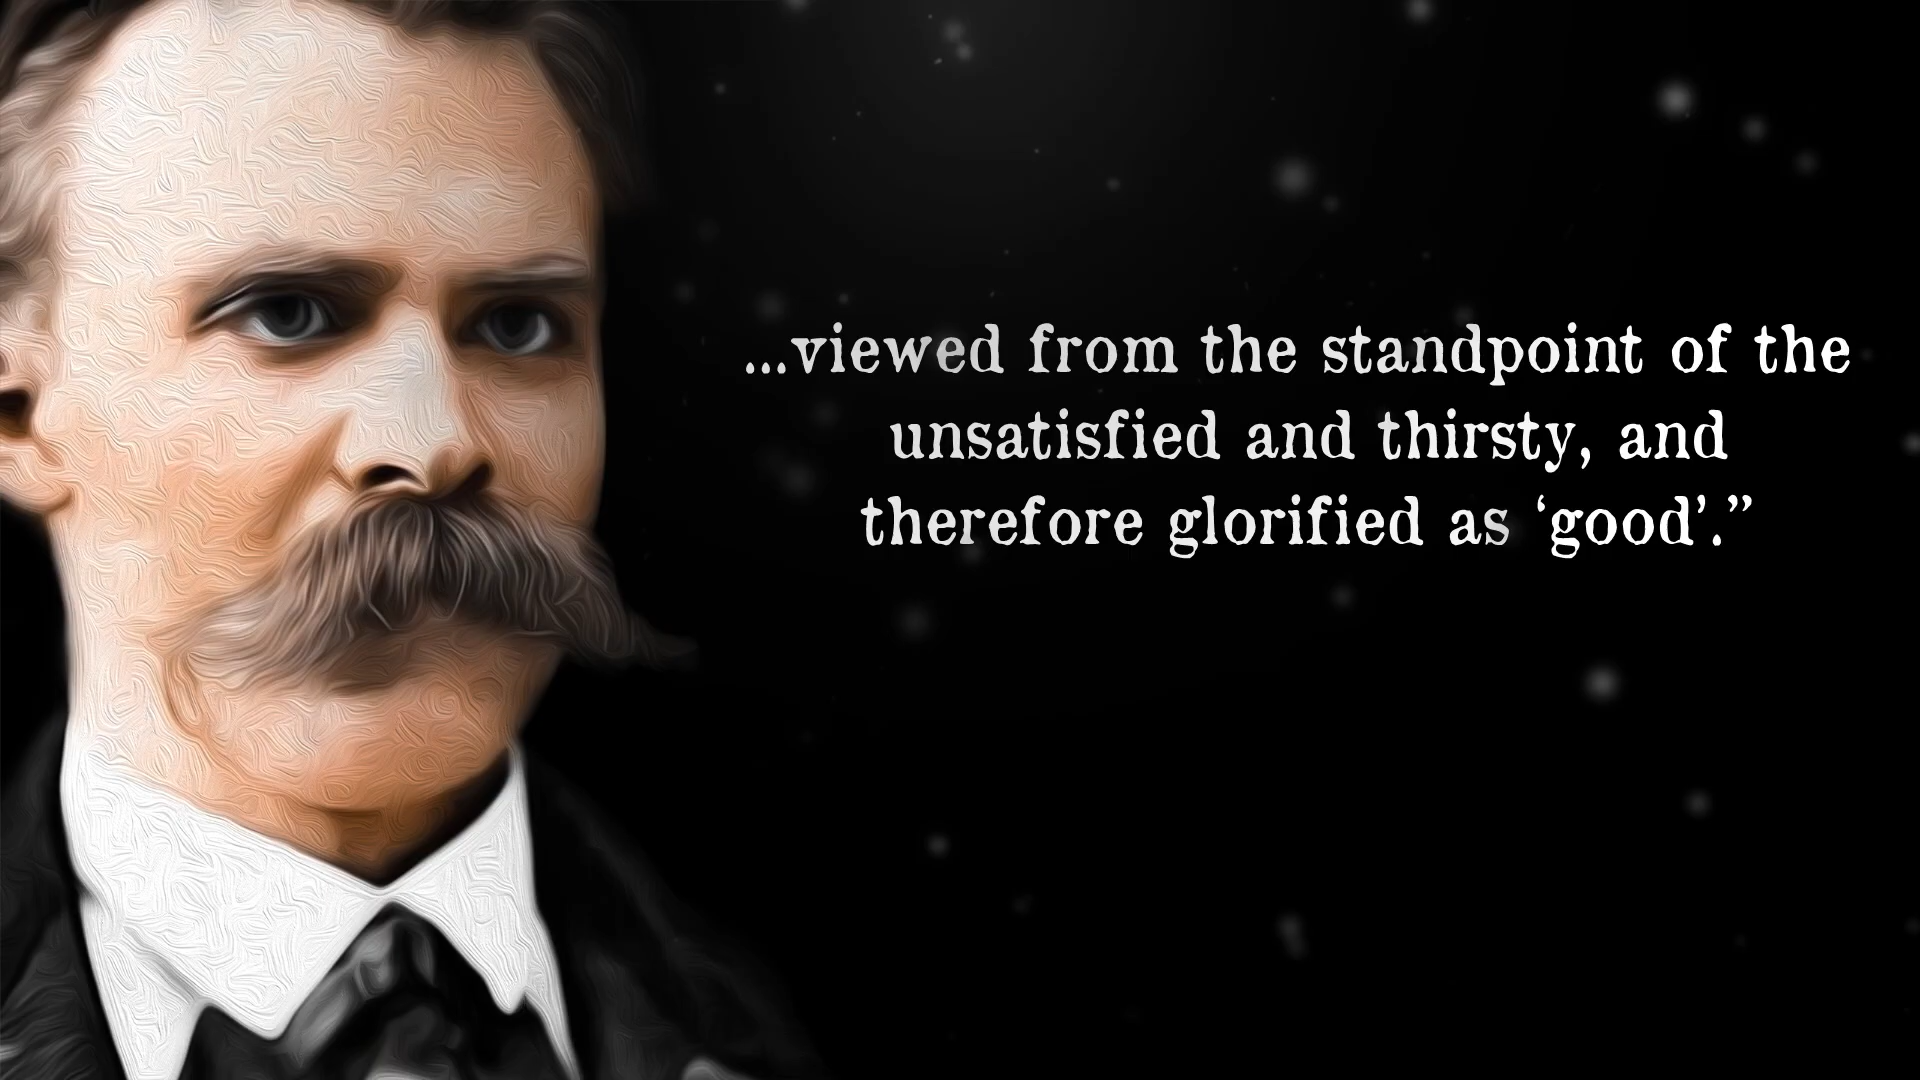 ...viewed from the standpoint of the
unsatisfied and thirsty, and
therefore glorified as ‘good’.”